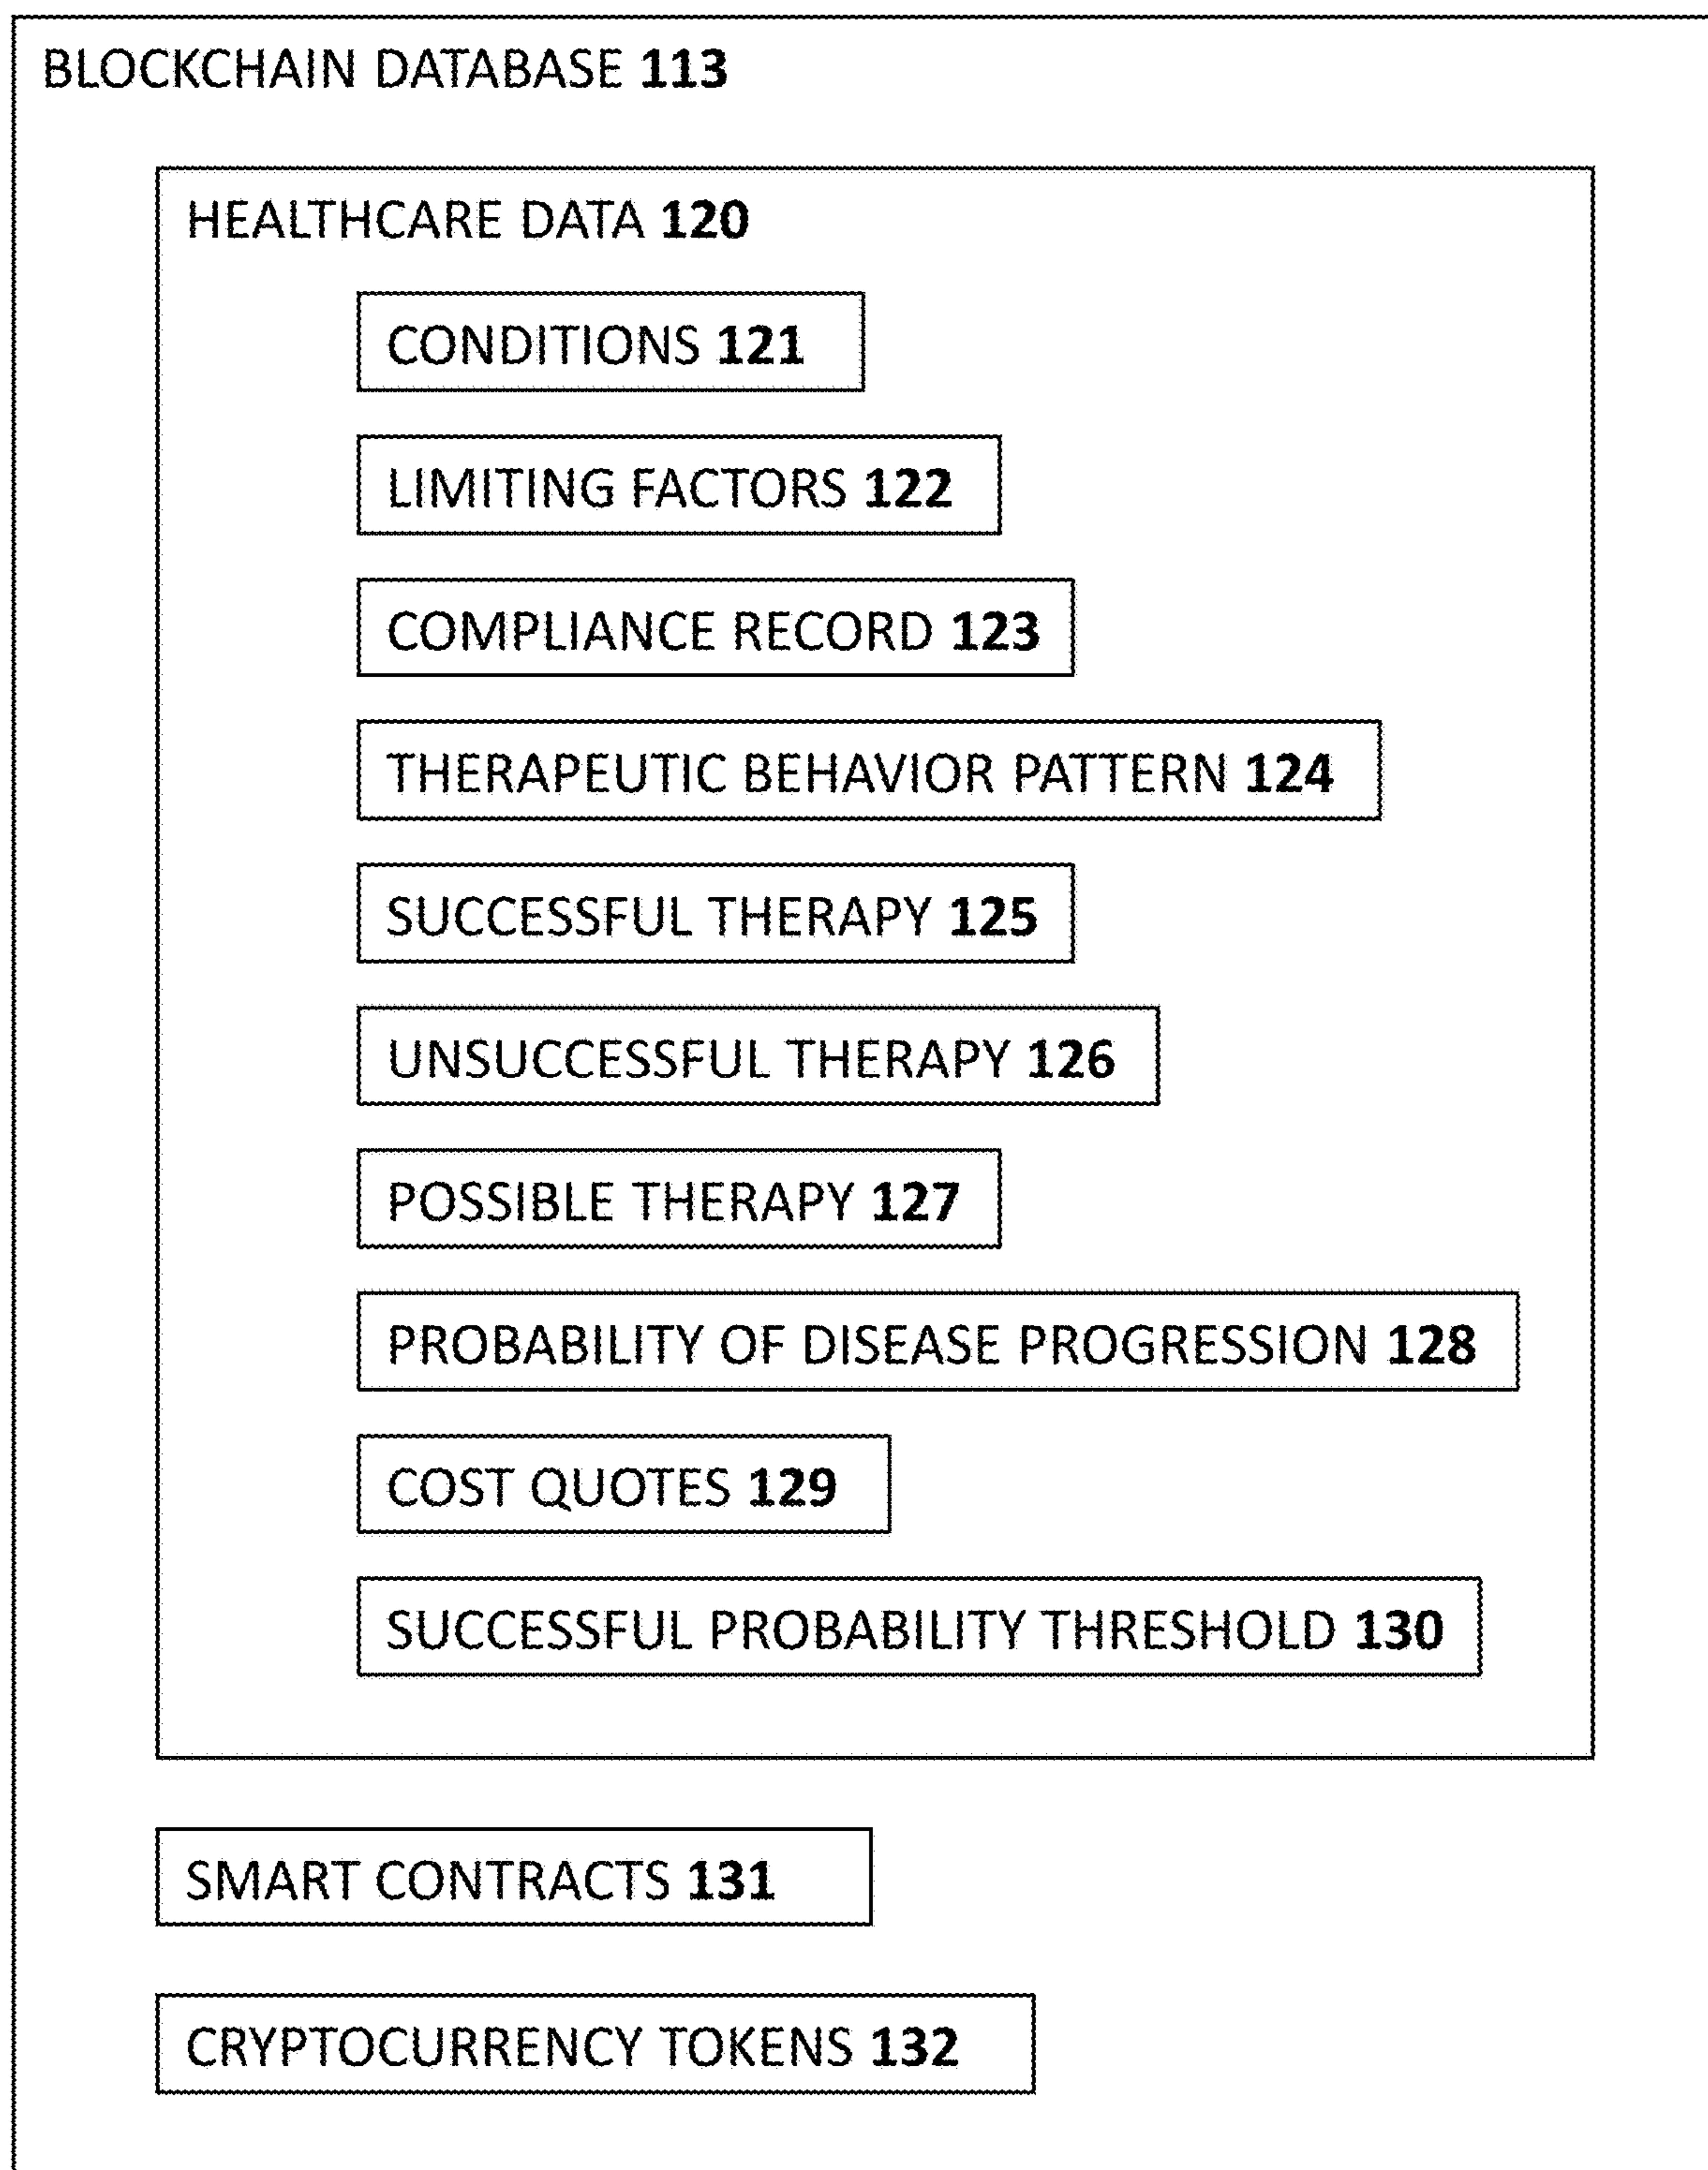 BLOCKCHAIN DATABASE 113
HEALTHCARE DATA 120
CONDITIONS 121
LIMITING FACTORS 122
COMPLIANCE RECORD 123
THERAPEUTIC BEHAVIOR PATTERN 124
SUCCESSFUL THERAPY 125
UNSUCCESSFUL THERAPY 126
POSSIBLE THERAPY 127
PROBABILITY OF DISEASE PROGRESSION 128
COST QUOTES 129
SUCCESSFUL PROBABILITY THRESHOLD 130
SMART CONTRACTS 131
CRYPTOCURRENCY TOKENS 132